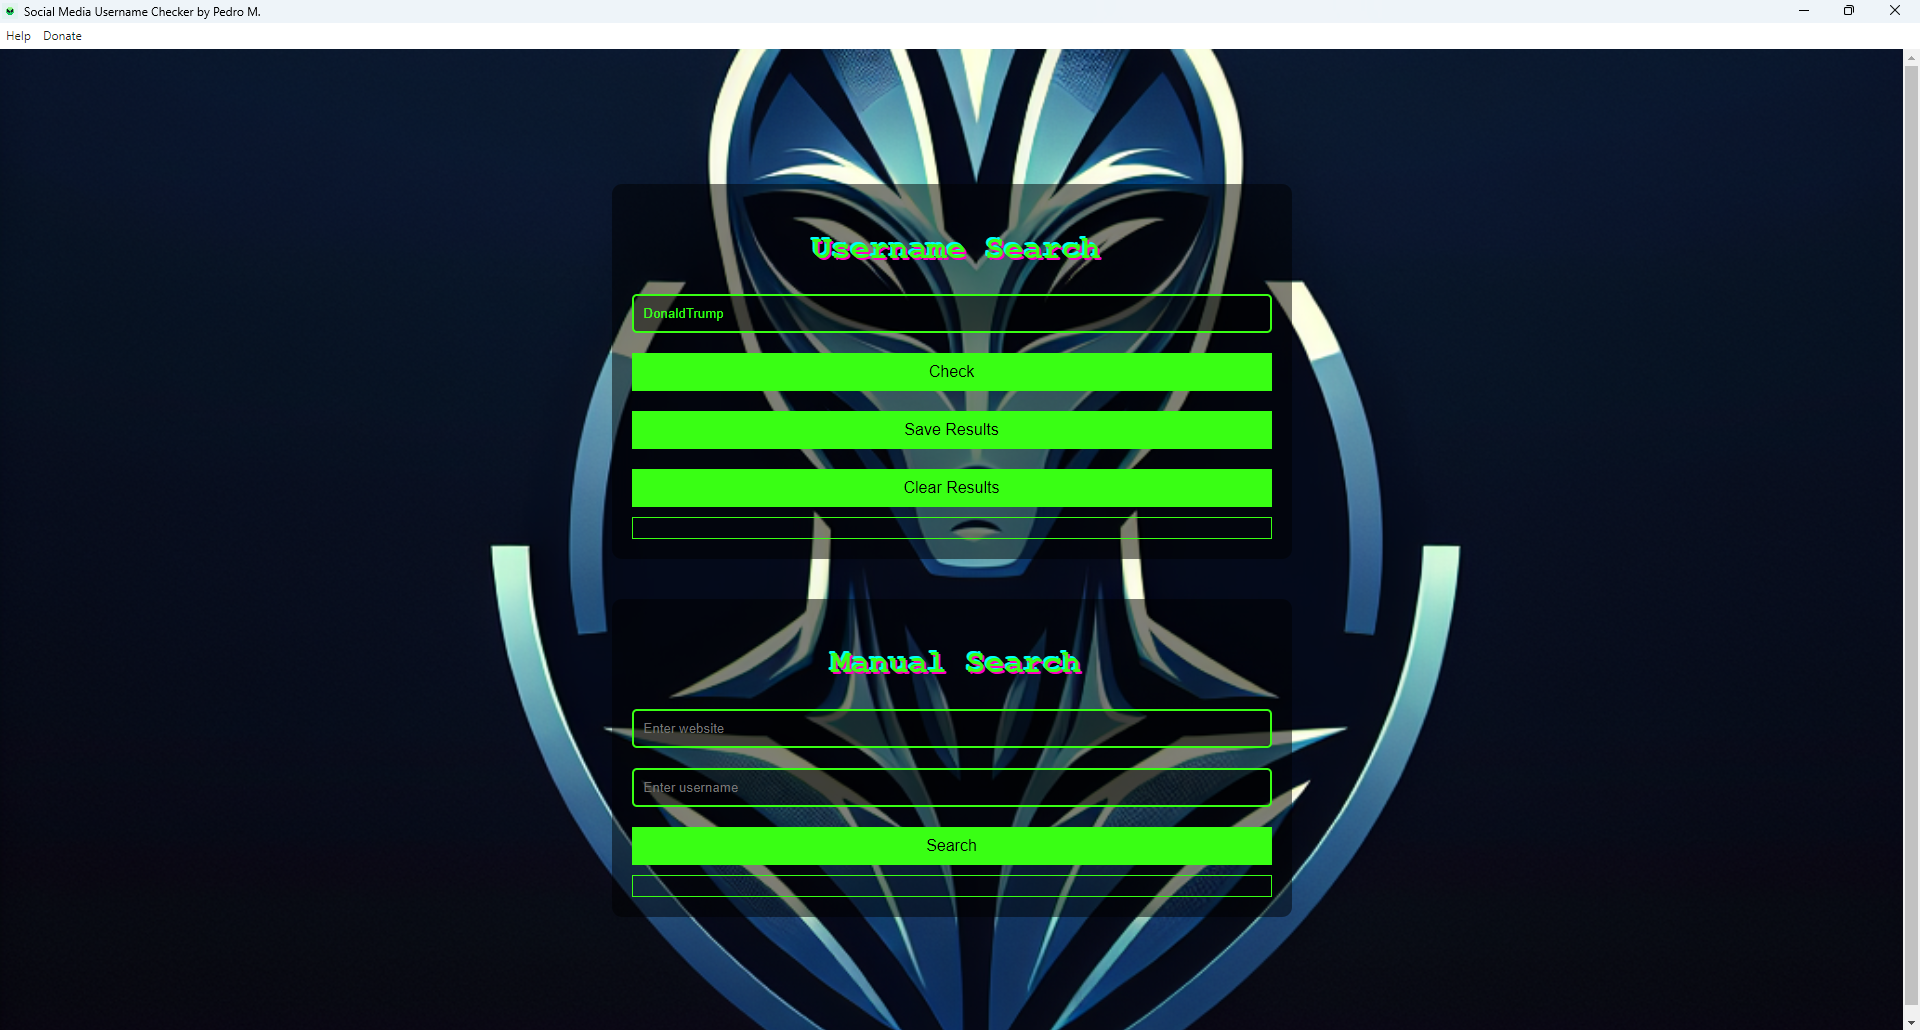 Social Media Username Checker by Pedro M.
Help Donate
Username Search
DonaldTrump
Check
Save Results
Clear Results
Manual Search
Enter website
Enter username
Search